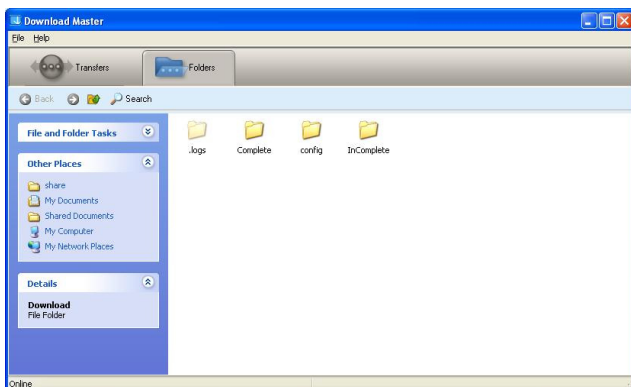 Download Master
File Help
Transfers Folders
Back Search
File and Folder Tasks
Other Places
share
My Documents
Shared Documents
My Computer
My Network Places
Details
Download
File Folder
.logs Complete config InComplete
Online